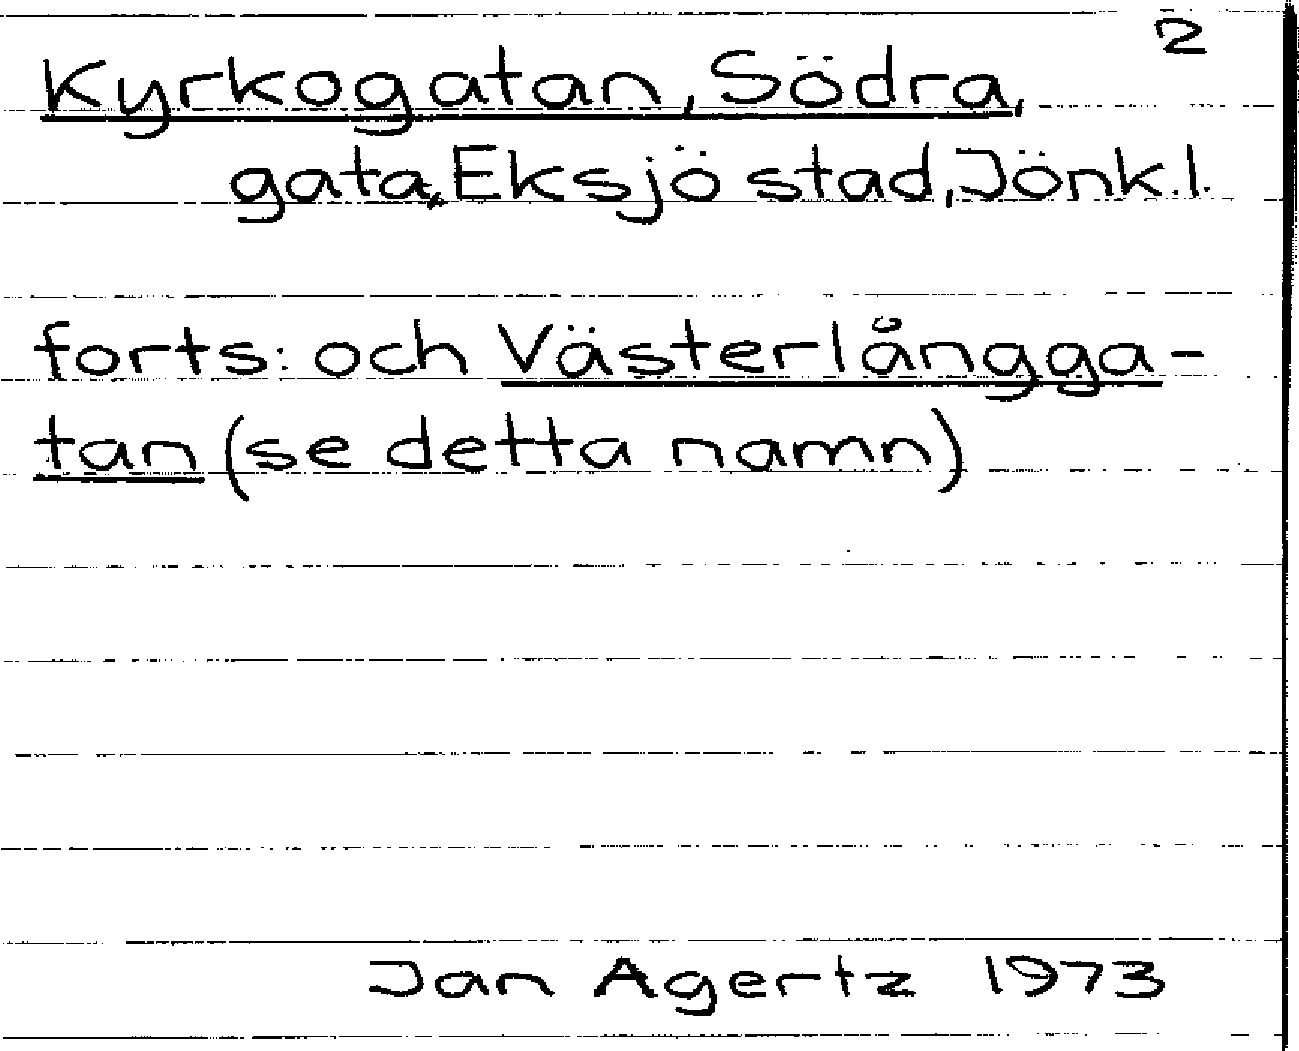 2
Kyrkogatan, Södra,
gata, Eksjö stad, Jönk.l.
forts: och Västerlångga-
tan (se detta namn)
Jan Agertz 1973